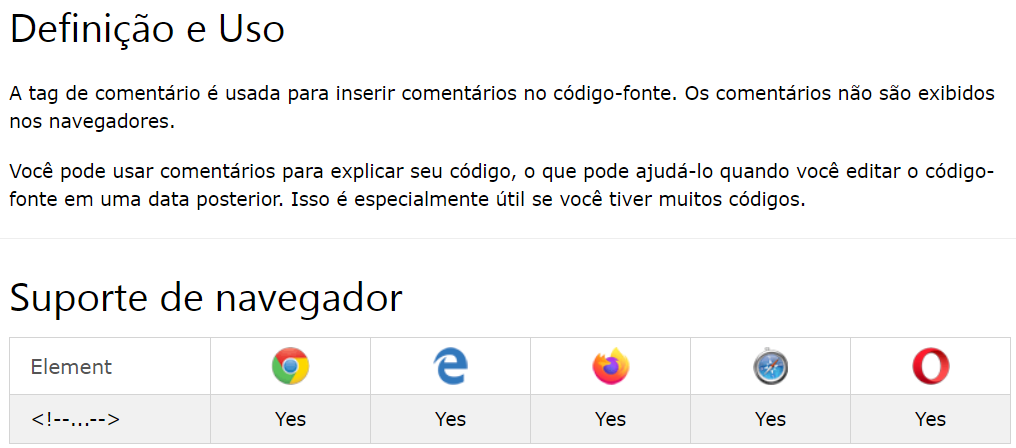 Definição e Uso
A tag de comentário é usada para inserir comentários no código-fonte. Os comentários não são exibidos
nos navegadores.
Você pode usar comentários para explicar seu código, o que pode ajudá-lo quando você editar o código-
fonte em uma data posterior. Isso é especialmente útil se você tiver muitos códigos.
Suporte de navegador
Element
<!--...--> Yes Yes Yes Yes Yes